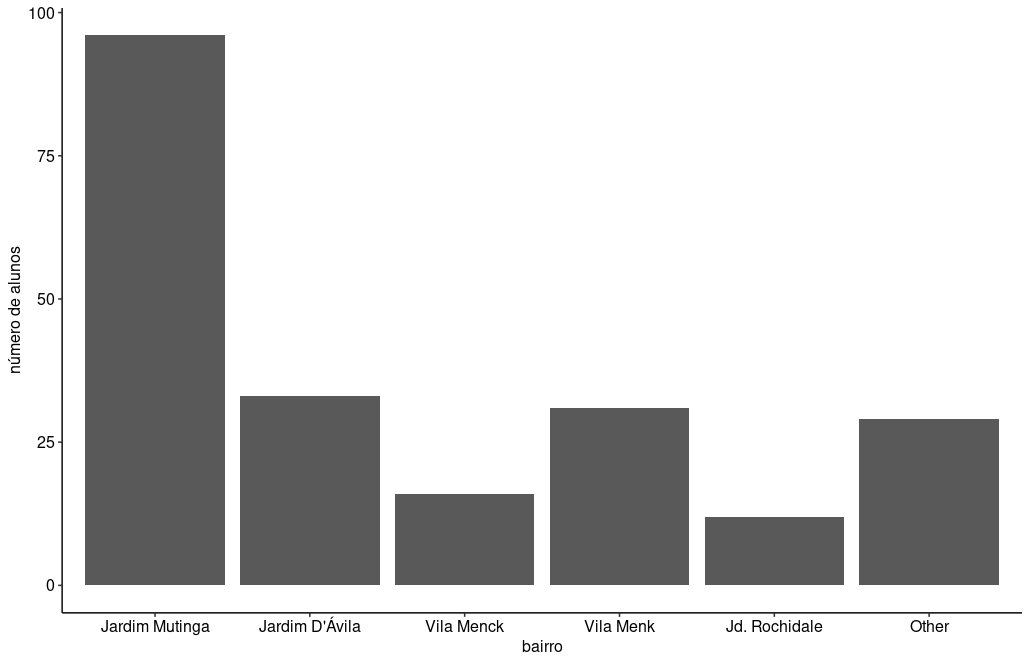 100
75
50
25
0
número de alunos
Jardim Mutinga
Jardim D'Ávila
Vila Menck
Vila Menk
Jd. Rochidale
Other
bairro